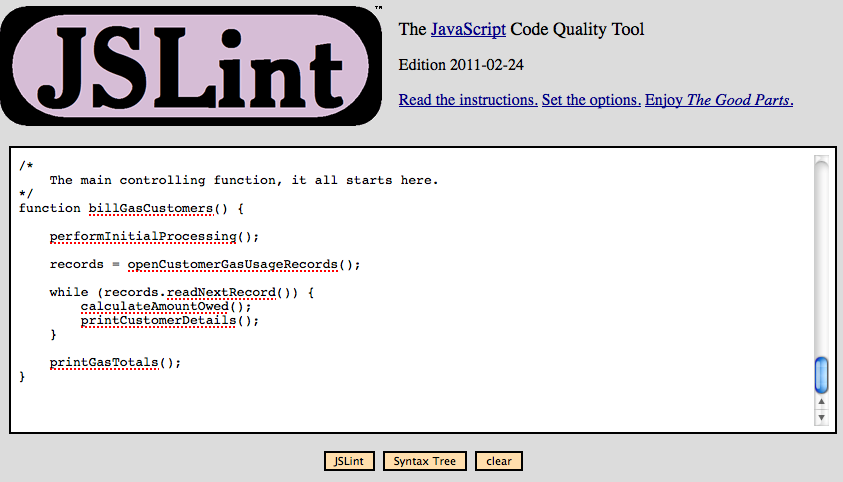 JSLint™
The JavaScript Code Quality Tool
Edition 2011-02-24
Read the instructions. Set the options. Enjoy The Good Parts.
/*
    The main controlling function, it all starts here.
*/
function billGasCustomers() {
    performInitialProcessing();
    records = openCustomerGasUsageRecords();
    while (records.readNextRecord()) {
        calculateAmountOwed();
        printCustomerDetails();
    }
    printGasTotals();
}
JSLint Syntax Tree clear